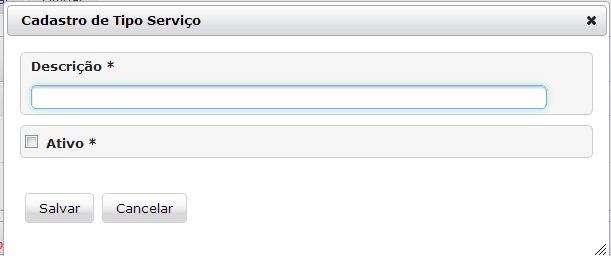 Cadastro de Tipo Serviço
Descrição *
Ativo *
Salvar Cancelar